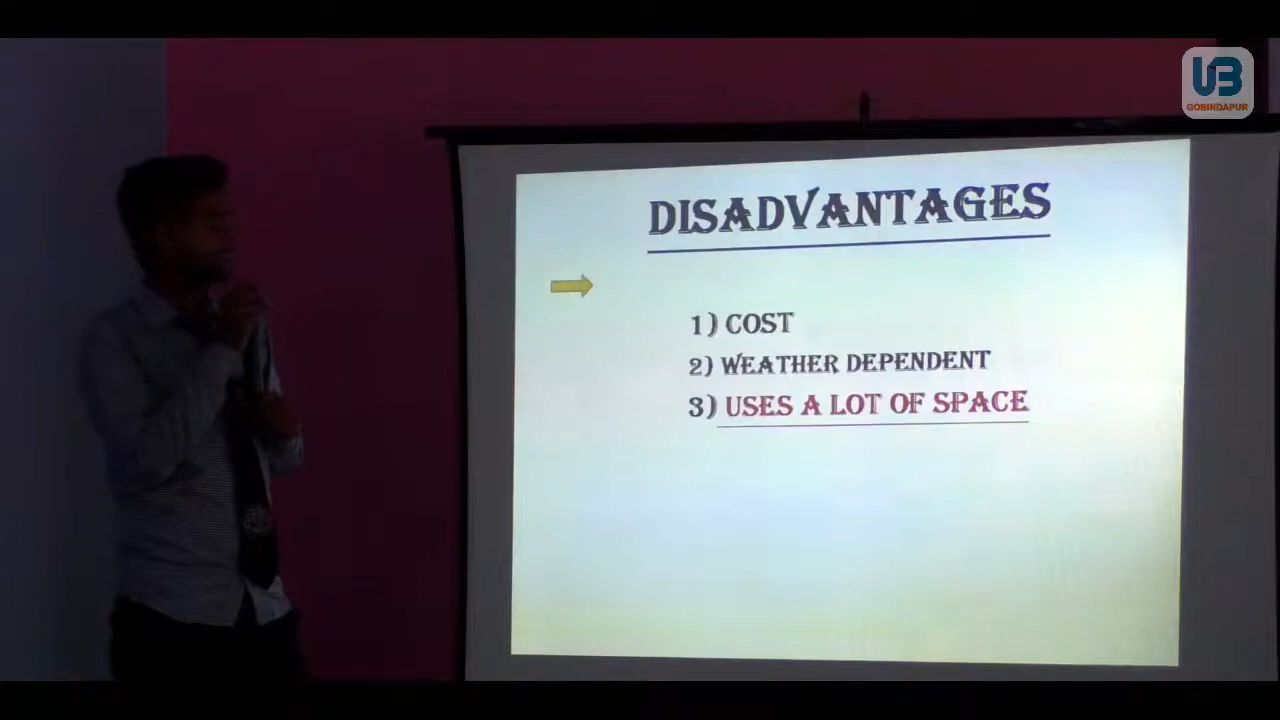 UB
GOBINDAPUR
DISADVANTAGES
1) COST
2) WEATHER DEPENDENT
3) USES A LOT OF SPACE